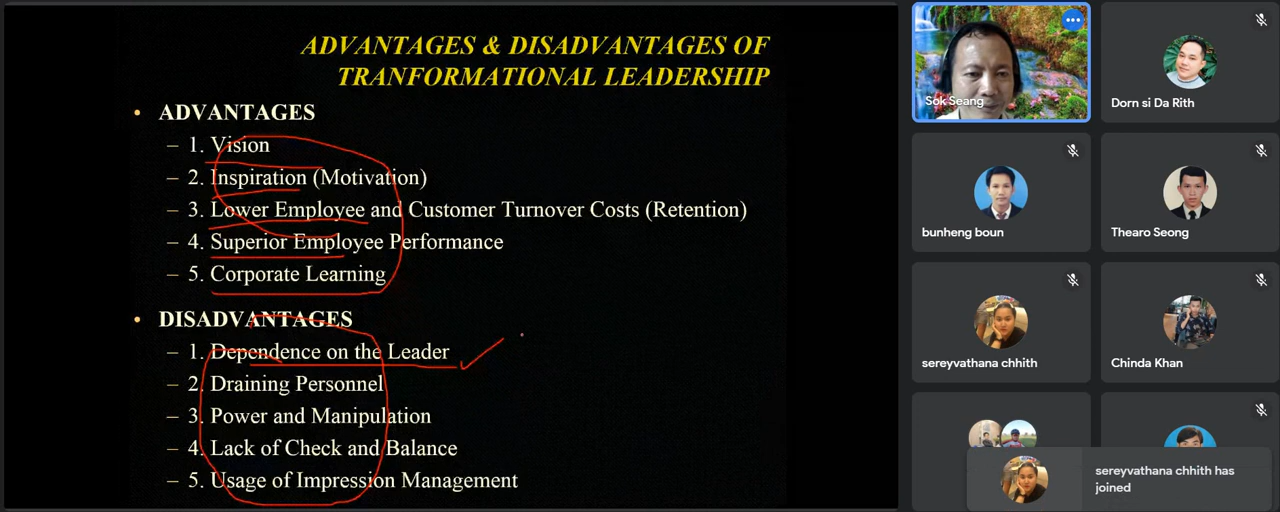 ADVANTAGES & DISADVANTAGES OF
TRANFORMATIONAL LEADERSHIP
• ADVANTAGES
– 1. Vision
– 2. Inspiration (Motivation)
– 3. Lower Employee and Customer Turnover Costs (Retention)
– 4. Superior Employee Performance
– 5. Corporate Learning
• DISADVANTAGES
– 1. Dependence on the Leader
– 2. Draining Personnel
– 3. Power and Manipulation
– 4. Lack of Check and Balance
– 5. Usage of Impression Management
Sok Seang
Dorn si Da Rith
bunheng boun
Thearo Seong
sereyvathana chhith
Chinda Khan
sereyvathana chhith has
joined